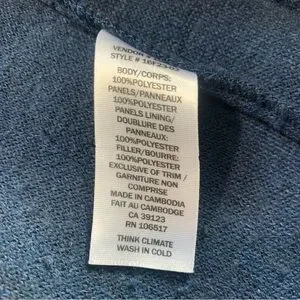 VENDOR
STYLE #
BODY/CORPS:
100%POLYESTER
PANELS/PANNEAUX
100%POLYESTER
PANELS LINING/
DOUBLURE DES
PANNEAUX:
100%POLYESTER
FILLER/BOURRE:
100%POLYESTER
EXCLUSIVE OF TRIM /
GARNITURE NON
COMPRISE
MADE IN CAMBODIA
FAIT AU CAMBODGE
CA 39123
RN 106517
THINK CLIMATE
WASH IN COLD